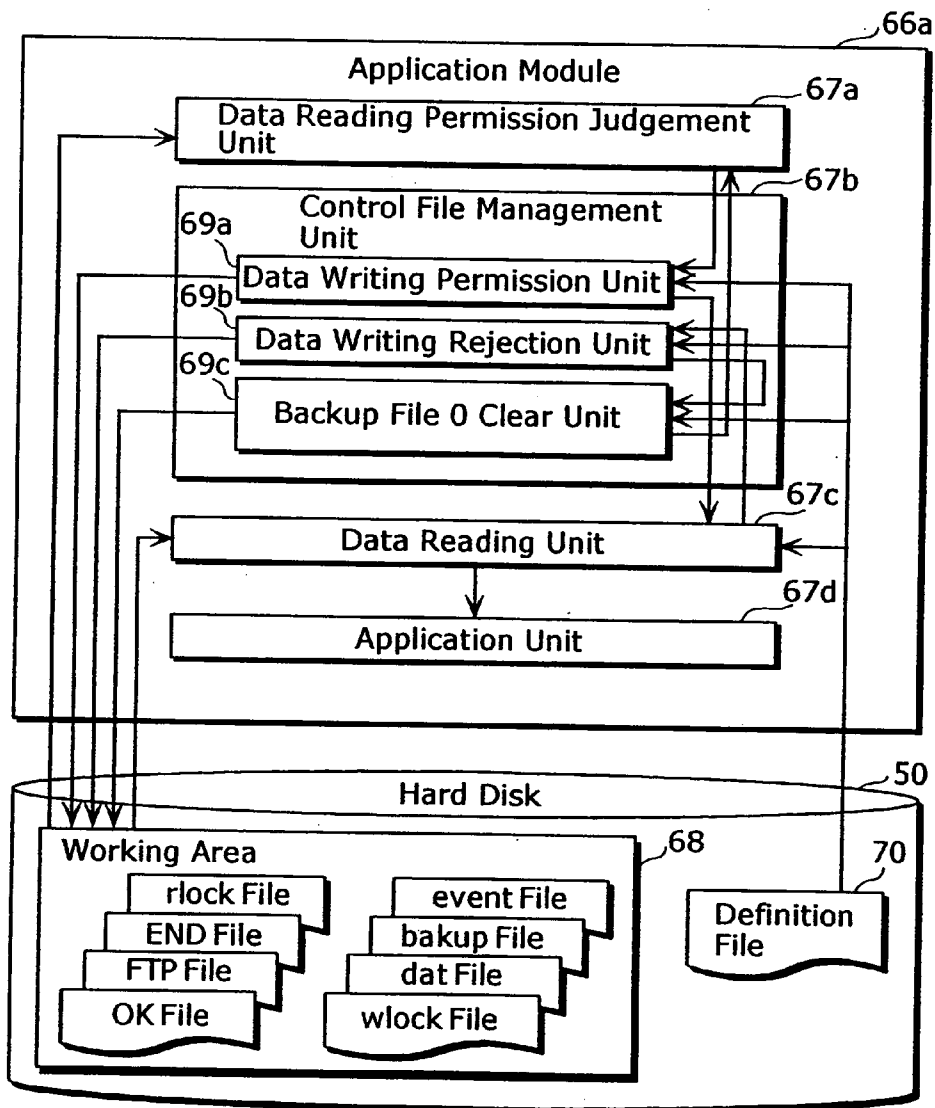 66a
Application Module
67a
Data Reading Permission Judgement
Unit
67b
Control File Management
Unit
69a
Data Writing Permission Unit
69b
Data Writing Rejection Unit
69c
Backup File 0 Clear Unit
67c
Data Reading Unit
67d
Application Unit
50
Hard Disk
68
Working Area
70
rlock File
END File
FTP File
OK File
event File
bakup File
dat File
wlock File
Definition
File